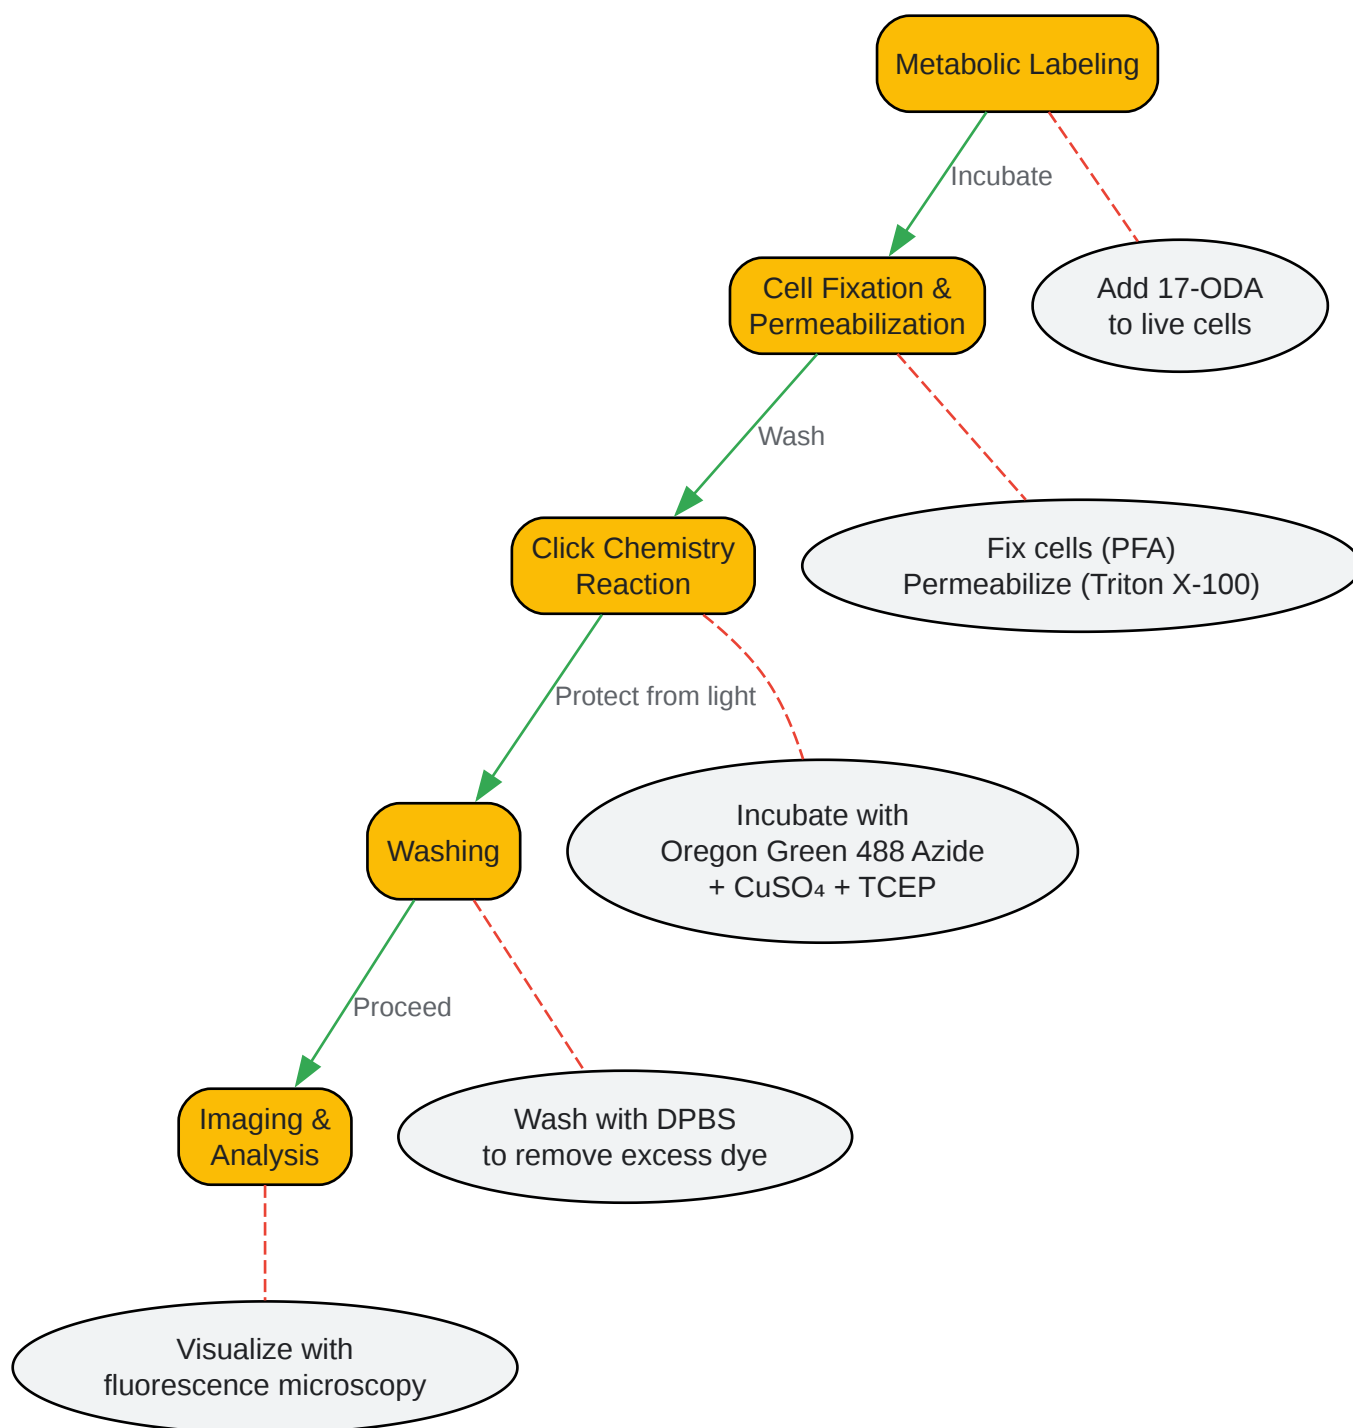 Metabolic Labeling
Incubate
Cell Fixation &
Permeabilization
Add 17-ODA
to live cells
Wash
Click Chemistry
Reaction
Fix cells (PFA)
Permeabilize (Triton X-100)
Protect from light
Washing
Incubate with
Oregon Green 488 Azide
+ CuSO₄ + TCEP
Proceed
Imaging &
Analysis
Wash with DPBS
to remove excess dye
Visualize with
fluorescence microscopy